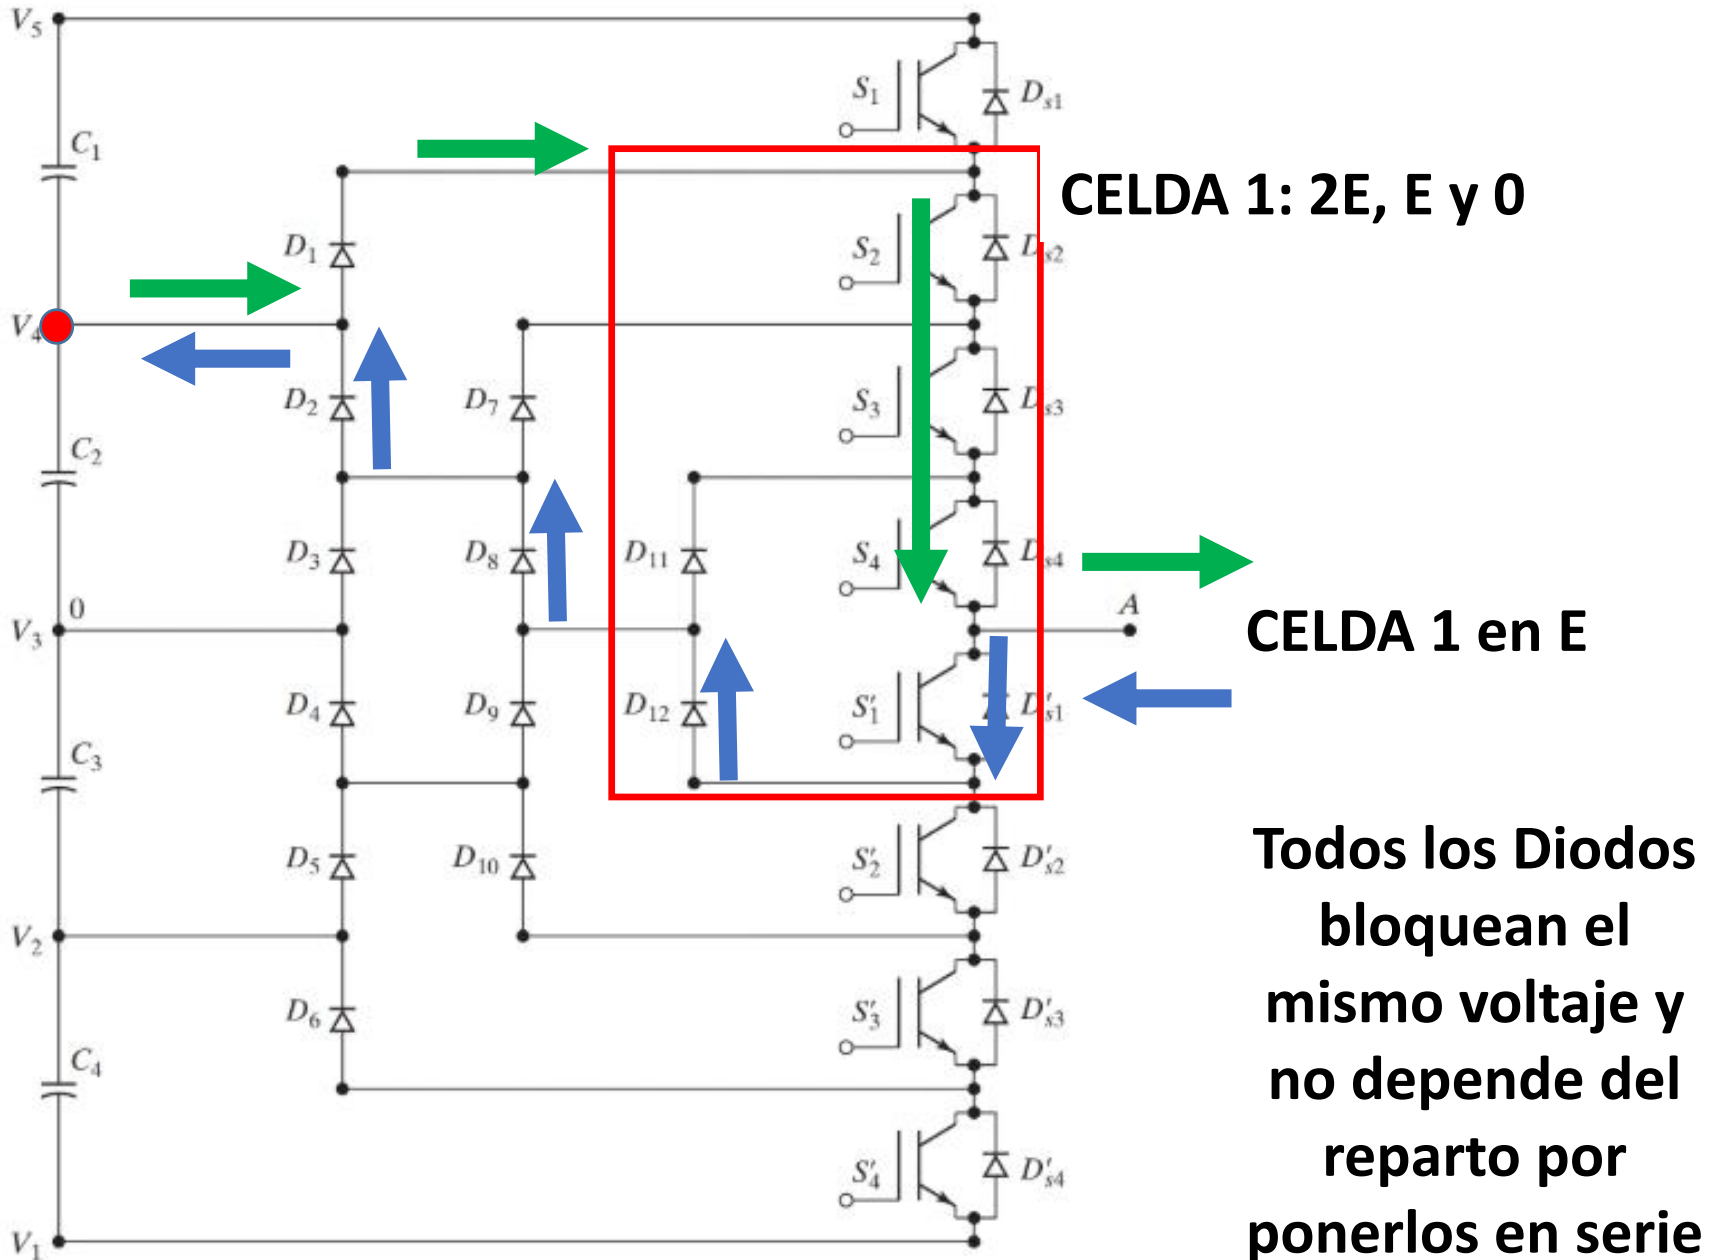 V5
S1
Ds1
C1
CELDA 1: 2E, E y 0
D1
S2
Ds2
V4
D2
D7
S3
Ds3
C2
D3
D8
D11
S4
Ds4
0
A
V3
CELDA 1 en E
D4
D9
D12
S'1
D's1
C3
Todos los Diodos
bloquean el
mismo voltaje y
no depende del
reparto por
ponerlos en serie
D5
D10
S'2
D's2
V2
D6
S'3
D's3
C4
S'4
D's4
V1